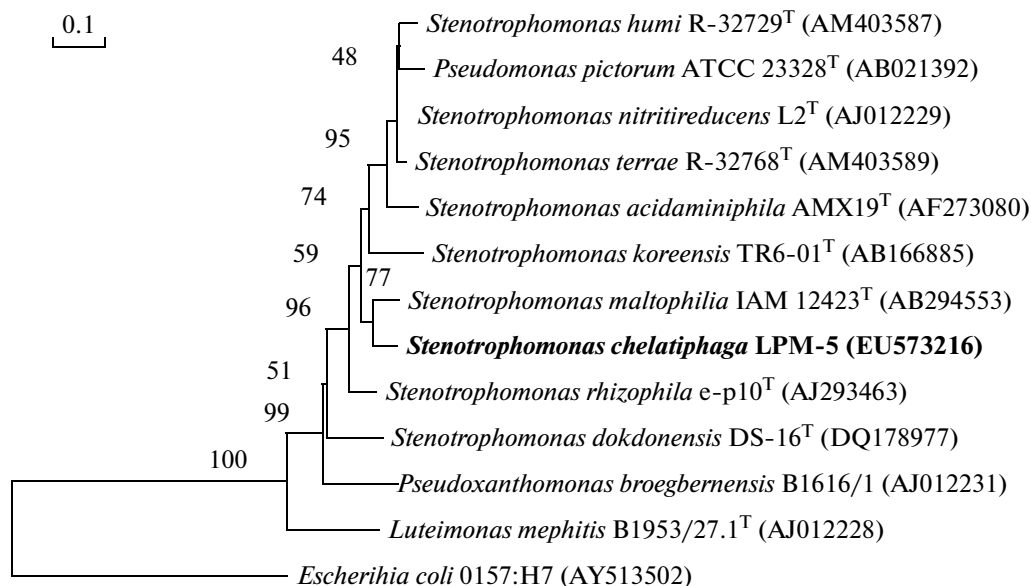 0.1
Stenotrophomonas humi R-32729ᵀ (AM403587)
48
Pseudomonas pictorum ATCC 23328ᵀ (AB021392)
Stenotrophomonas nitritireducens L2ᵀ (AJ012229)
95
Stenotrophomonas terrae R-32768ᵀ (AM403589)
74
Stenotrophomonas acidaminiphila AMX19ᵀ (AF273080)
59
Stenotrophomonas koreensis TR6-01ᵀ (AB166885)
77
96
Stenotrophomonas maltophilia IAM 12423ᵀ (AB294553)
Stenotrophomonas chelatiphaga LPM-5 (EU573216)
51
Stenotrophomonas rhizophila e-p10ᵀ (AJ293463)
99
Stenotrophomonas dokdonensis DS-16ᵀ (DQ178977)
100
Pseudoxanthomonas broegbernensis B1616/1 (AJ012231)
Luteimonas mephitis B1953/27.1ᵀ (AJ012228)
Escherihia coli 0157:H7 (AY513502)